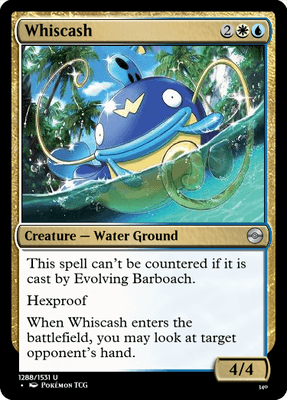 Whiscash 2
Creature — Water Ground
This spell can't be countered if it is
cast by Evolving Barboach.
Hexproof
When Whiscash enters the
battlefield, you may look at target
opponent's hand.
4/4
1288/1531 U
• Pokémon TCG